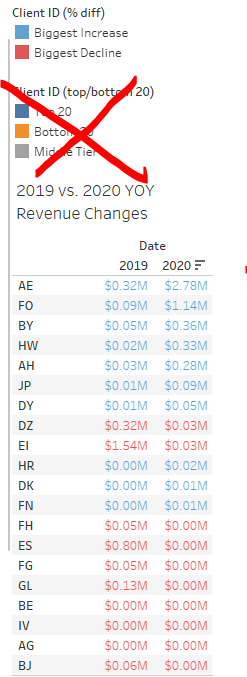 Client ID (% diff)
Biggest Increase
Biggest Decline
Client ID (top/bottom 20)
Top 20
Bottom 20
Middle Tier
2019 vs. 2020 YOY
Revenue Changes
Date
2019 2020
AE $0.32M $2.78M
FO $0.09M $1.14M
BY $0.05M $0.36M
HW $0.02M $0.33M
AH $0.03M $0.28M
JP $0.01M $0.09M
DY $0.01M $0.05M
DZ $0.32M $0.03M
EI $1.54M $0.03M
HR $0.00M $0.02M
DK $0.00M $0.01M
FN $0.00M $0.01M
FH $0.05M $0.00M
ES $0.80M $0.00M
FG $0.05M $0.00M
GL $0.13M $0.00M
BE $0.00M $0.00M
IV $0.00M $0.00M
AG $0.00M $0.00M
BJ $0.06M $0.00M